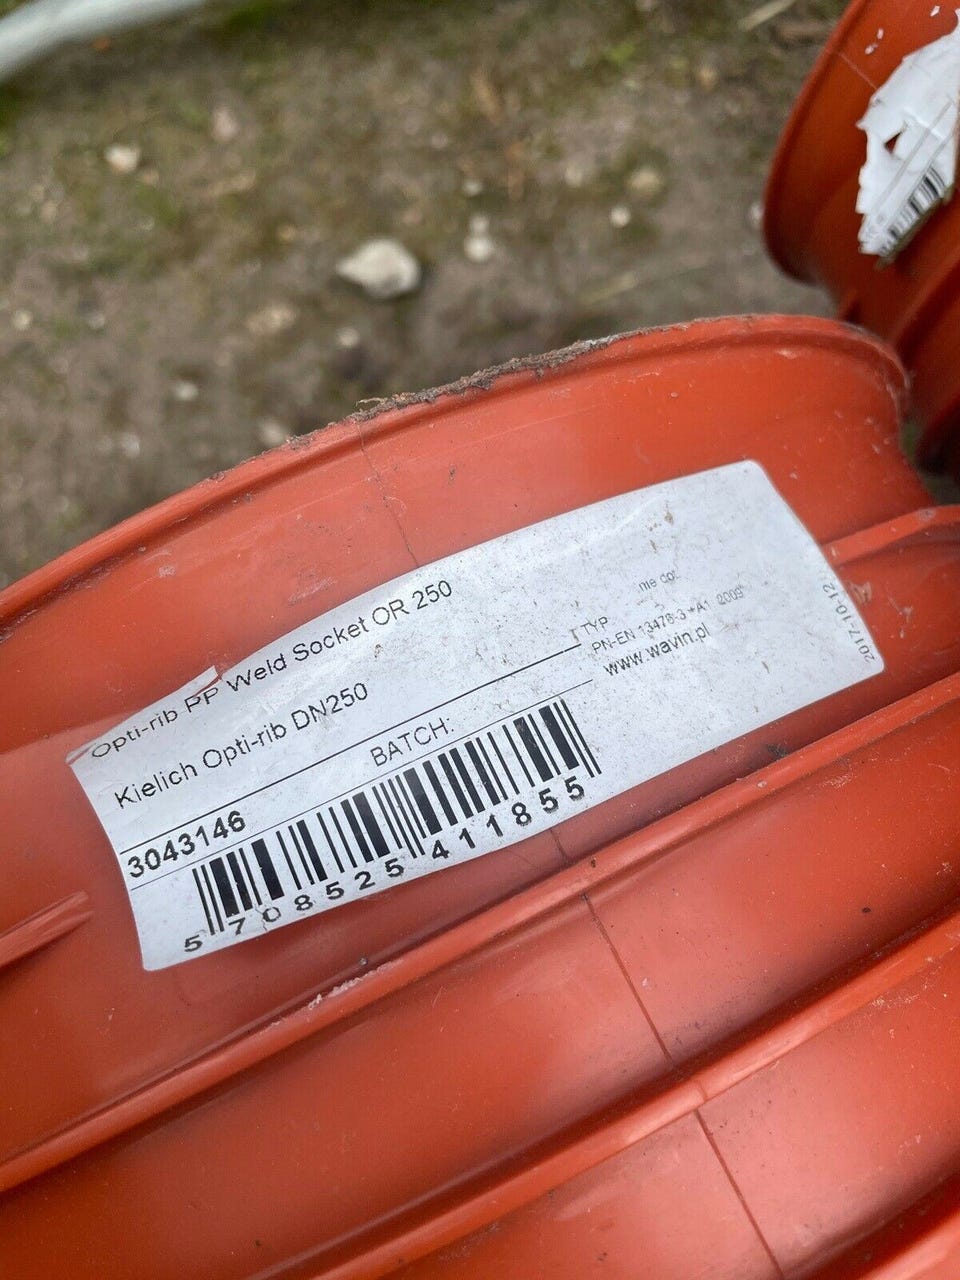 Opti-rib PP Weld Socket OR 250
Kielich Opti-rib DN250
BATCH:
3043146
5 708525 411855
TYP
PN-EN 13476-3 +A1 :2009
www.wavin.pl
2017-10-12